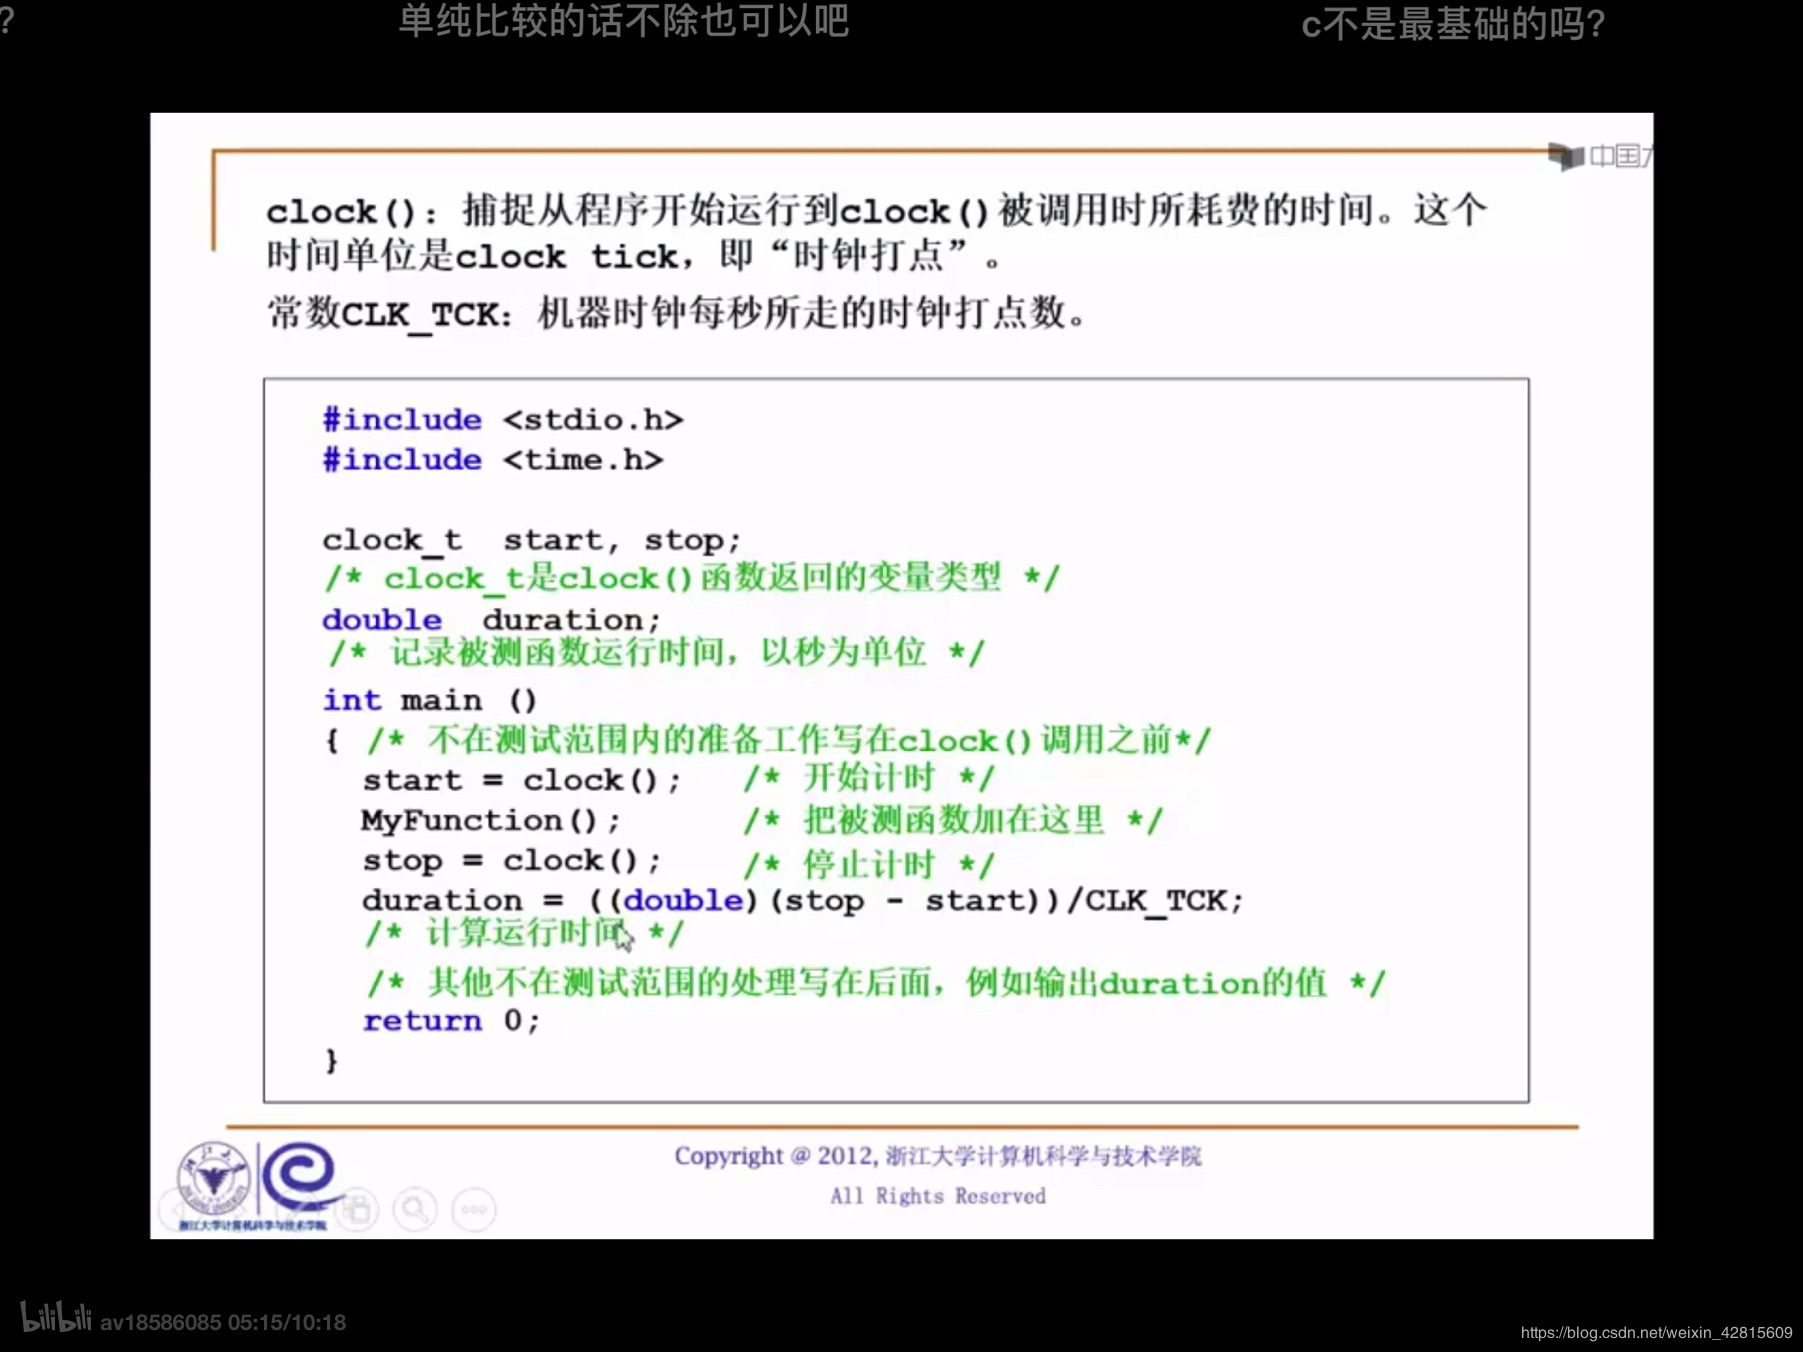 ?
单纯比较的话不除也可以吧
c不是最基础的吗?
中国
clock(): 捕捉从程序开始运行到clock()被调用时所耗费的时间。这个
时间单位是clock tick, 即“时钟打点”。
常数CLK_TCK: 机器时钟每秒所走的时钟打点数。
#include <stdio.h>
#include <time.h>
clock_t start, stop;
/* clock_t是clock()函数返回的变量类型 */
double duration;
/* 记录被测函数运行时间，以秒为单位 */
int main ()
{ /* 不在测试范围内的准备工作写在clock()调用之前*/
start = clock(); /* 开始计时 */
MyFunction(); /* 把被测函数加在这里 */
stop = clock(); /* 停止计时 */
duration = ((double)(stop - start))/CLK_TCK;
/* 计算运行时间 */
/* 其他不在测试范围的处理写在后面，例如输出duration的值 */
return 0;
}
浙江大学计算机科学与技术学院
Copyright @ 2012, 浙江大学计算机科学与技术学院
All Rights Reserved
bilibili av18586085 05:15/10:18
https://blog.csdn.net/weixin_42815609